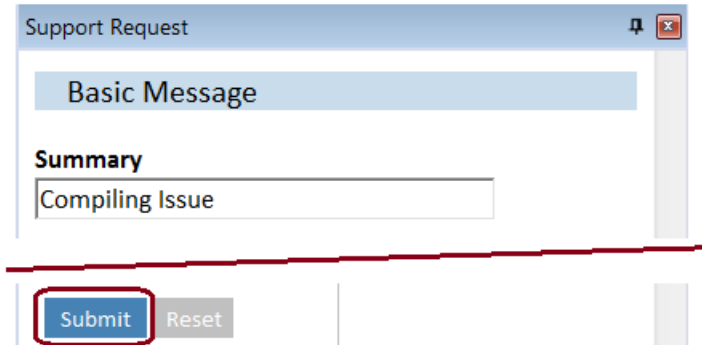 Support Request
Basic Message
Summary
Compiling Issue
Submit Reset